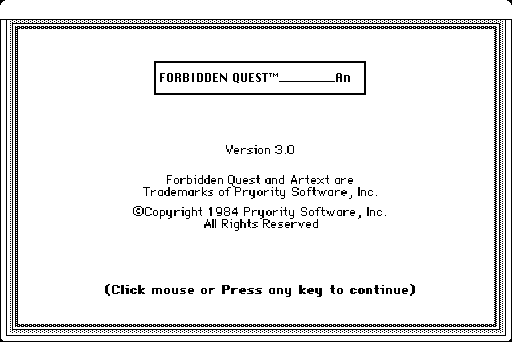 FORBIDDEN QUEST™________An
Version 3.0
Forbidden Quest and Artext are
Trademarks of Pryority Software, Inc.
©Copyright 1984 Pryority Software, Inc.
All Rights Reserved
(Click mouse or Press any key to continue)